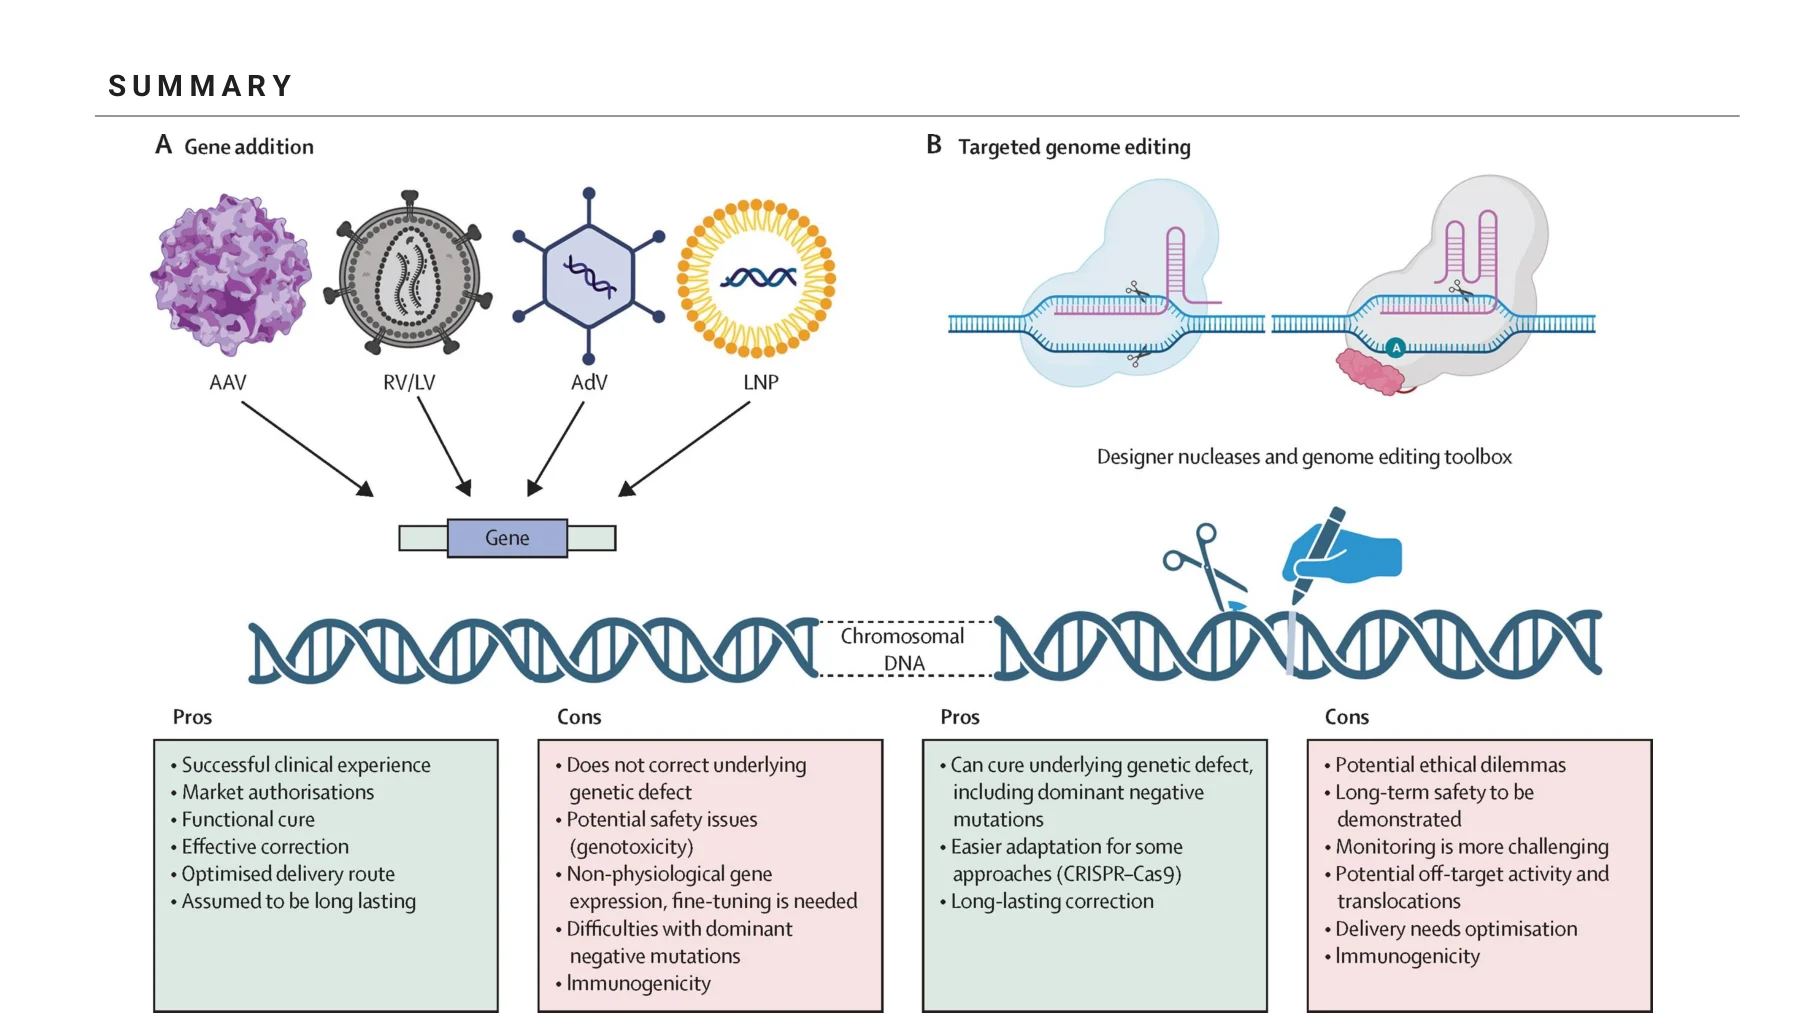 SUMMARY
A Gene addition
AAV
RV/LV
AdV
LNP
Gene
B Targeted genome editing
A
Designer nucleases and genome editing toolbox
Chromosomal
DNA
Pros
• Successful clinical experience
• Market authorisations
• Functional cure
• Effective correction
• Optimised delivery route
• Assumed to be long lasting
Cons
• Does not correct underlying
genetic defect
• Potential safety issues
(genotoxicity)
• Non-physiological gene
expression, fine-tuning is needed
• Difficulties with dominant
negative mutations
• Immunogenicity
Pros
• Can cure underlying genetic defect,
including dominant negative
mutations
• Easier adaptation for some
approaches (CRISPR–Cas9)
• Long-lasting correction
Cons
• Potential ethical dilemmas
• Long-term safety to be
demonstrated
• Monitoring is more challenging
• Potential off-target activity and
translocations
• Delivery needs optimisation
• Immunogenicity